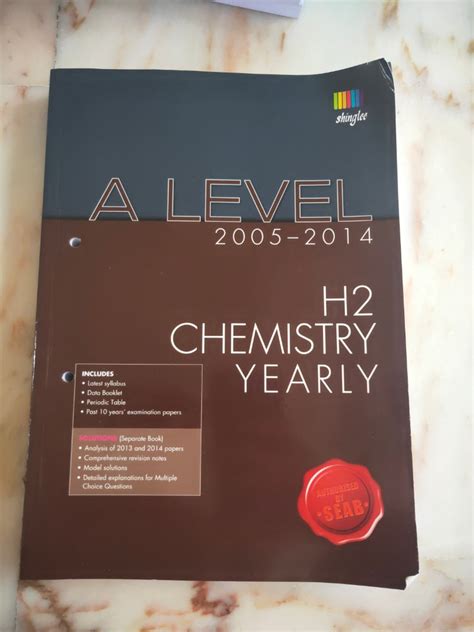 shinglee
A LEVEL
2005–2014
H2
CHEMISTRY
YEARLY
INCLUDES
• Latest syllabus
• Data Booklet
• Periodic Table
• Past 10 years' examination papers
SOLUTIONS (Separate Book)
• Analysis of 2013 and 2014 papers
• Comprehensive revision notes
• Model solutions
• Detailed explanations for Multiple
Choice Questions
AUTHORISED
BY
SEAB